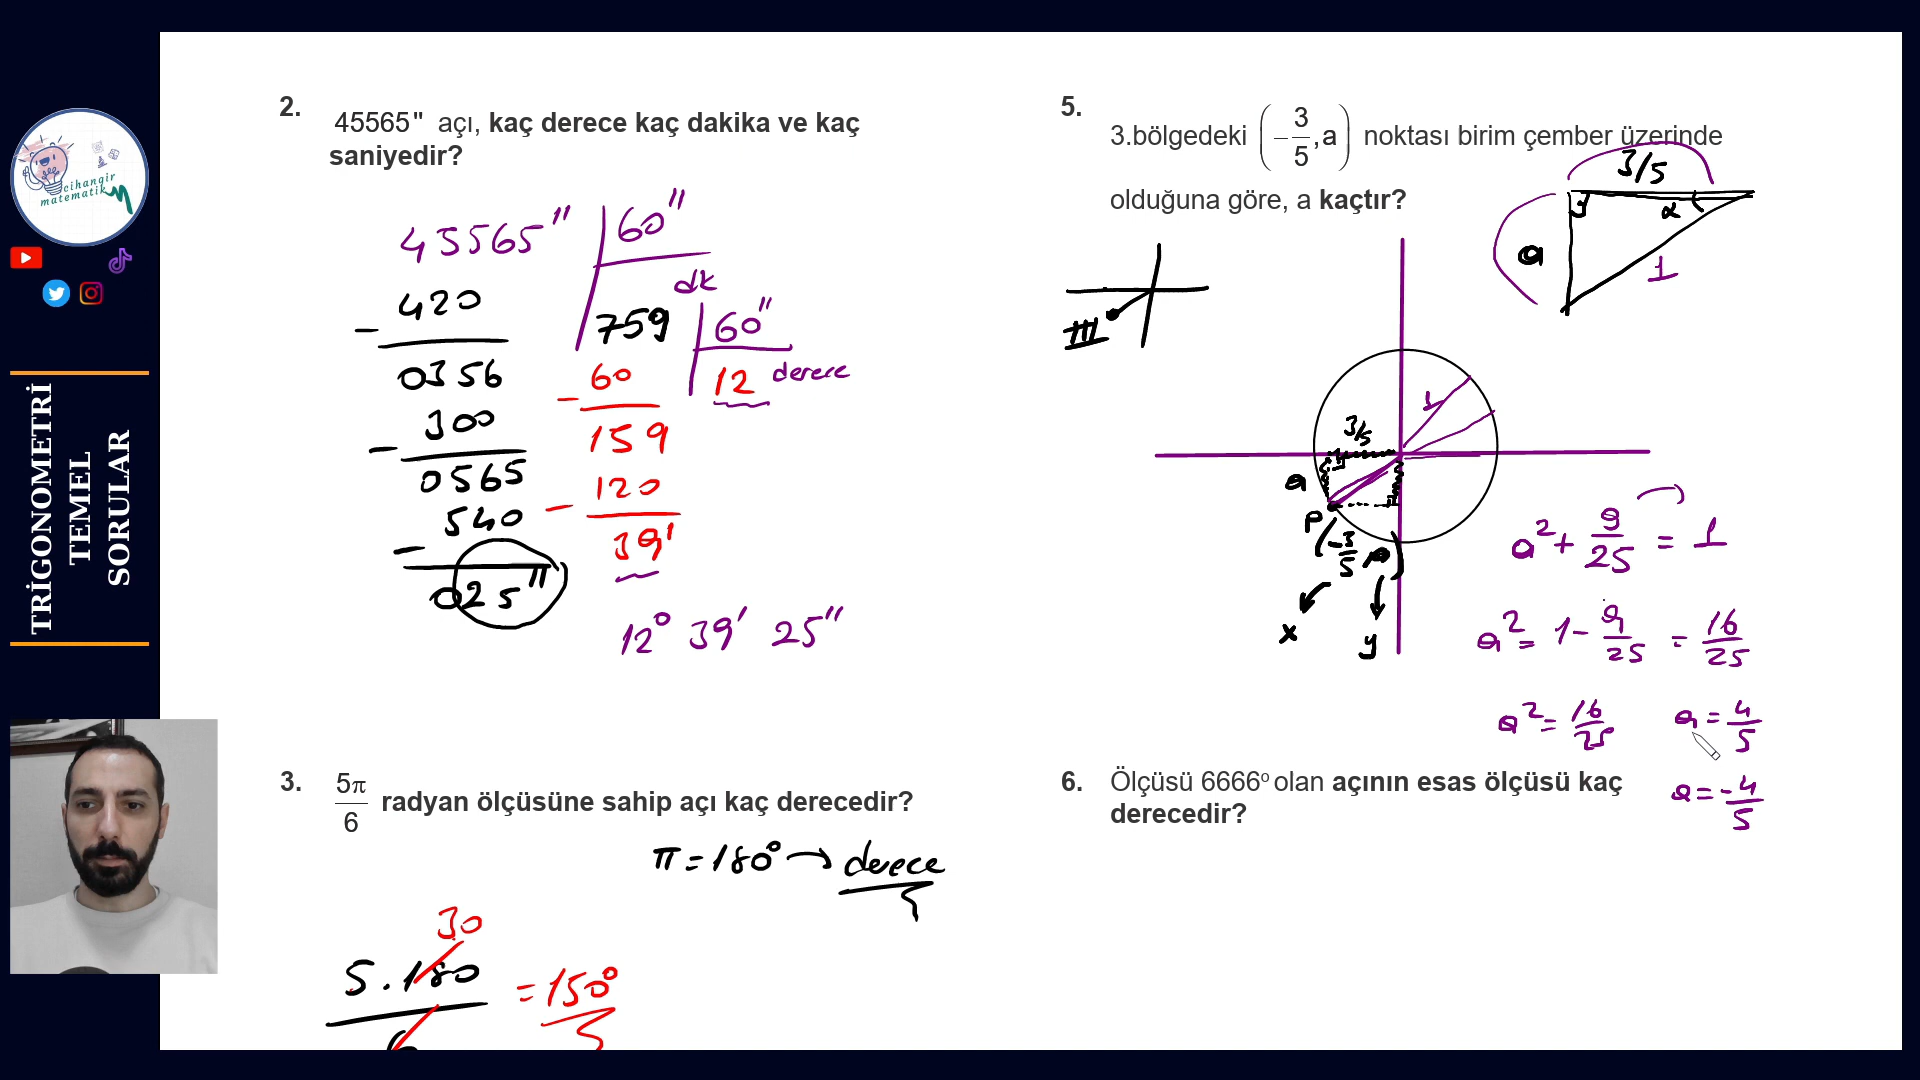 cihangir
matematik
TRİGONOMETRİ
TEMEL
SORULAR
2.
45565" açı, kaç derece kaç dakika ve kaç
saniyedir?
45565"
60"
420
dk
-
759
60"
0356
60
12 derece
300
-
-
159
0565
120
540
-
39'
-
025"
12° 39' 25"
3.
5π/6 radyan ölçüsüne sahip açı kaç derecedir?
π = 180° → derece
30
5.180
= 150°
6
5.
3.bölgedeki (-3/5, a) noktası birim çember üzerinde
olduğuna göre, a kaçtır?
3/5
α
a
1
III
1
3/5
a
P(-3/5, a)
x
y
a² + 9/25 = 1
a² = 1 - 9/25 = 16/25
a² = 16/25
a = 4/5
a = -4/5
6.
Ölçüsü 6666° olan açının esas ölçüsü kaç
derecedir?